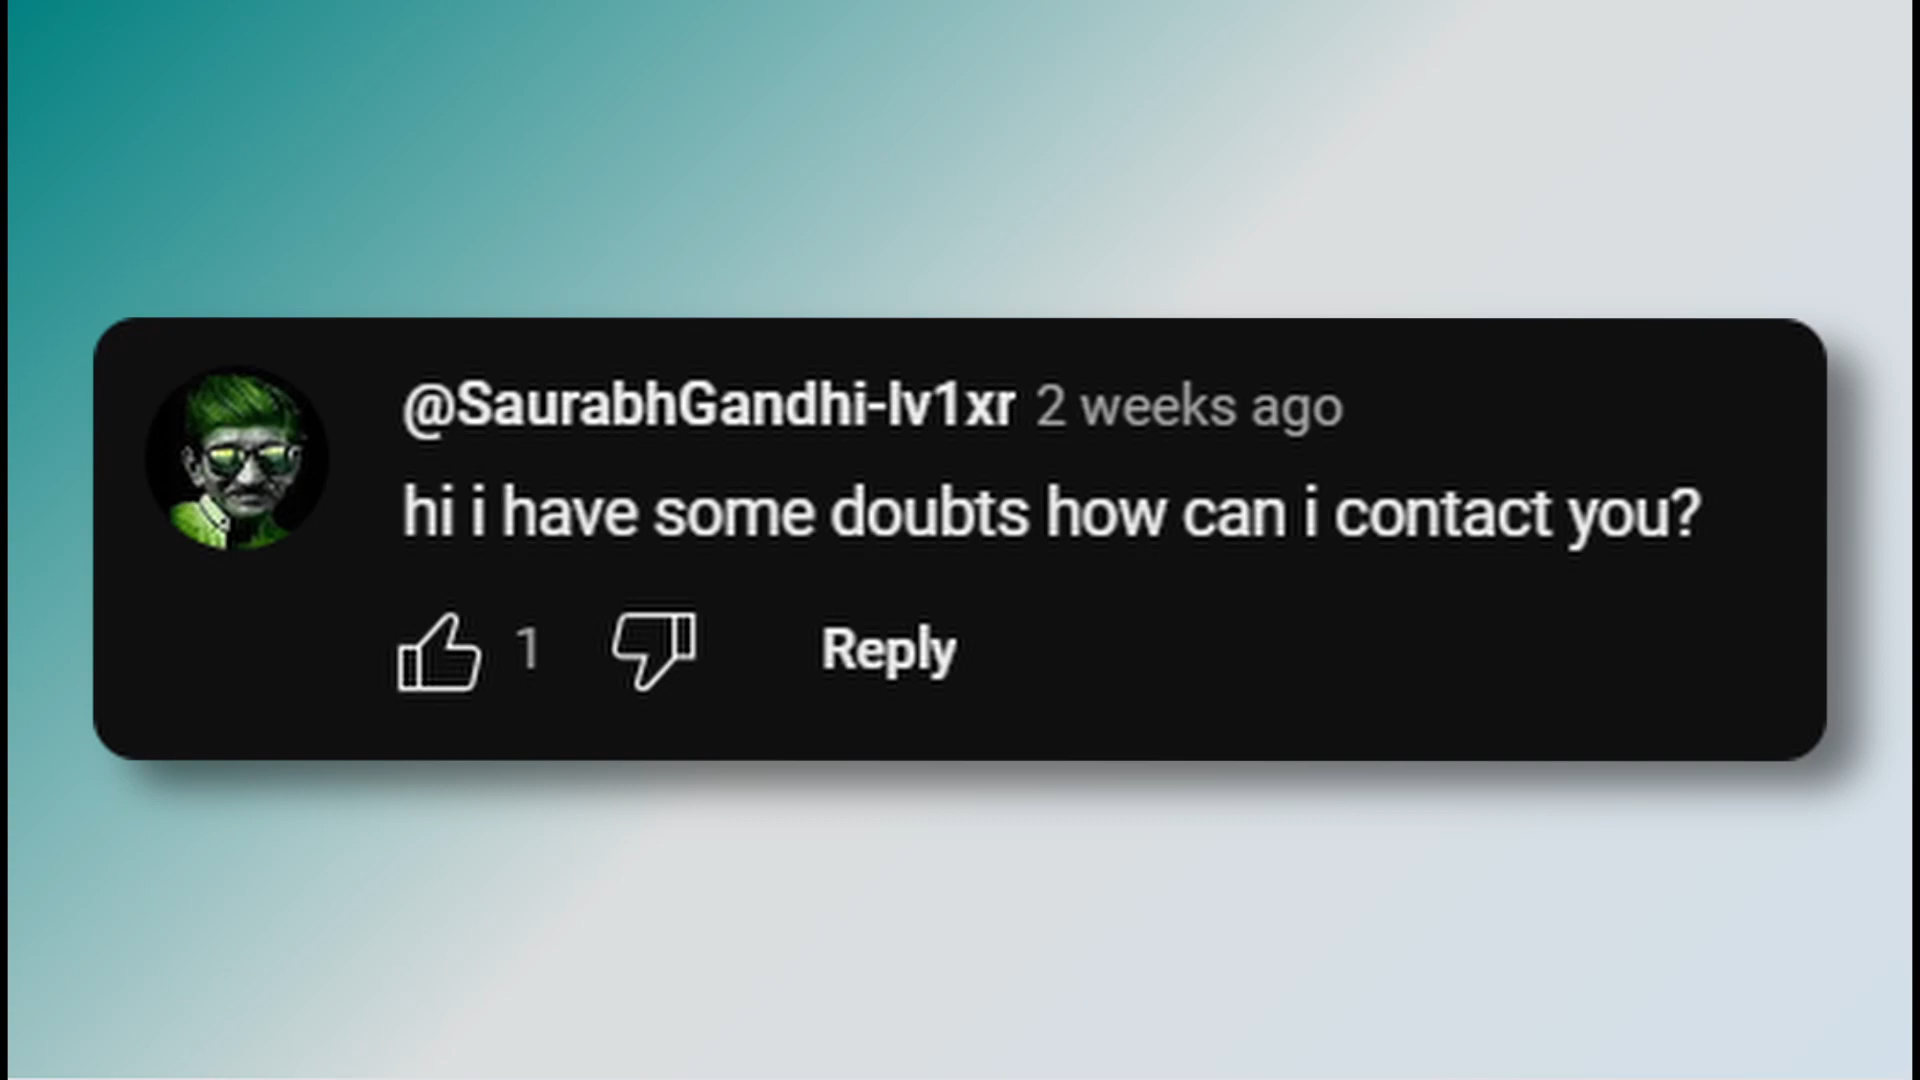 @SaurabhGandhi-lv1xr 2 weeks ago
hi i have some doubts how can i contact you?
1 Reply